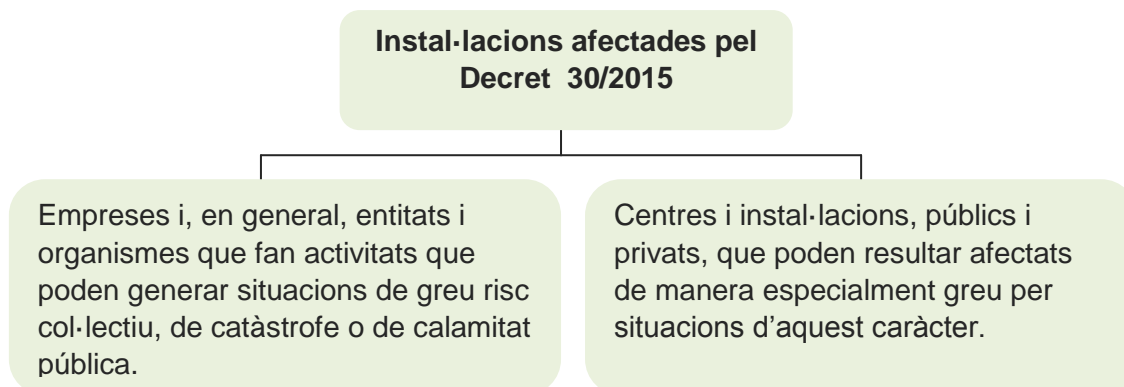 Instal·lacions afectades pel
Decret 30/2015
Empreses i, en general, entitats i
organismes que fan activitats que
poden generar situacions de greu risc
col·lectiu, de catàstrofe o de calamitat
pública.
Centres i instal·lacions, públics i
privats, que poden resultar afectats
de manera especialment greu per
situacions d’aquest caràcter.